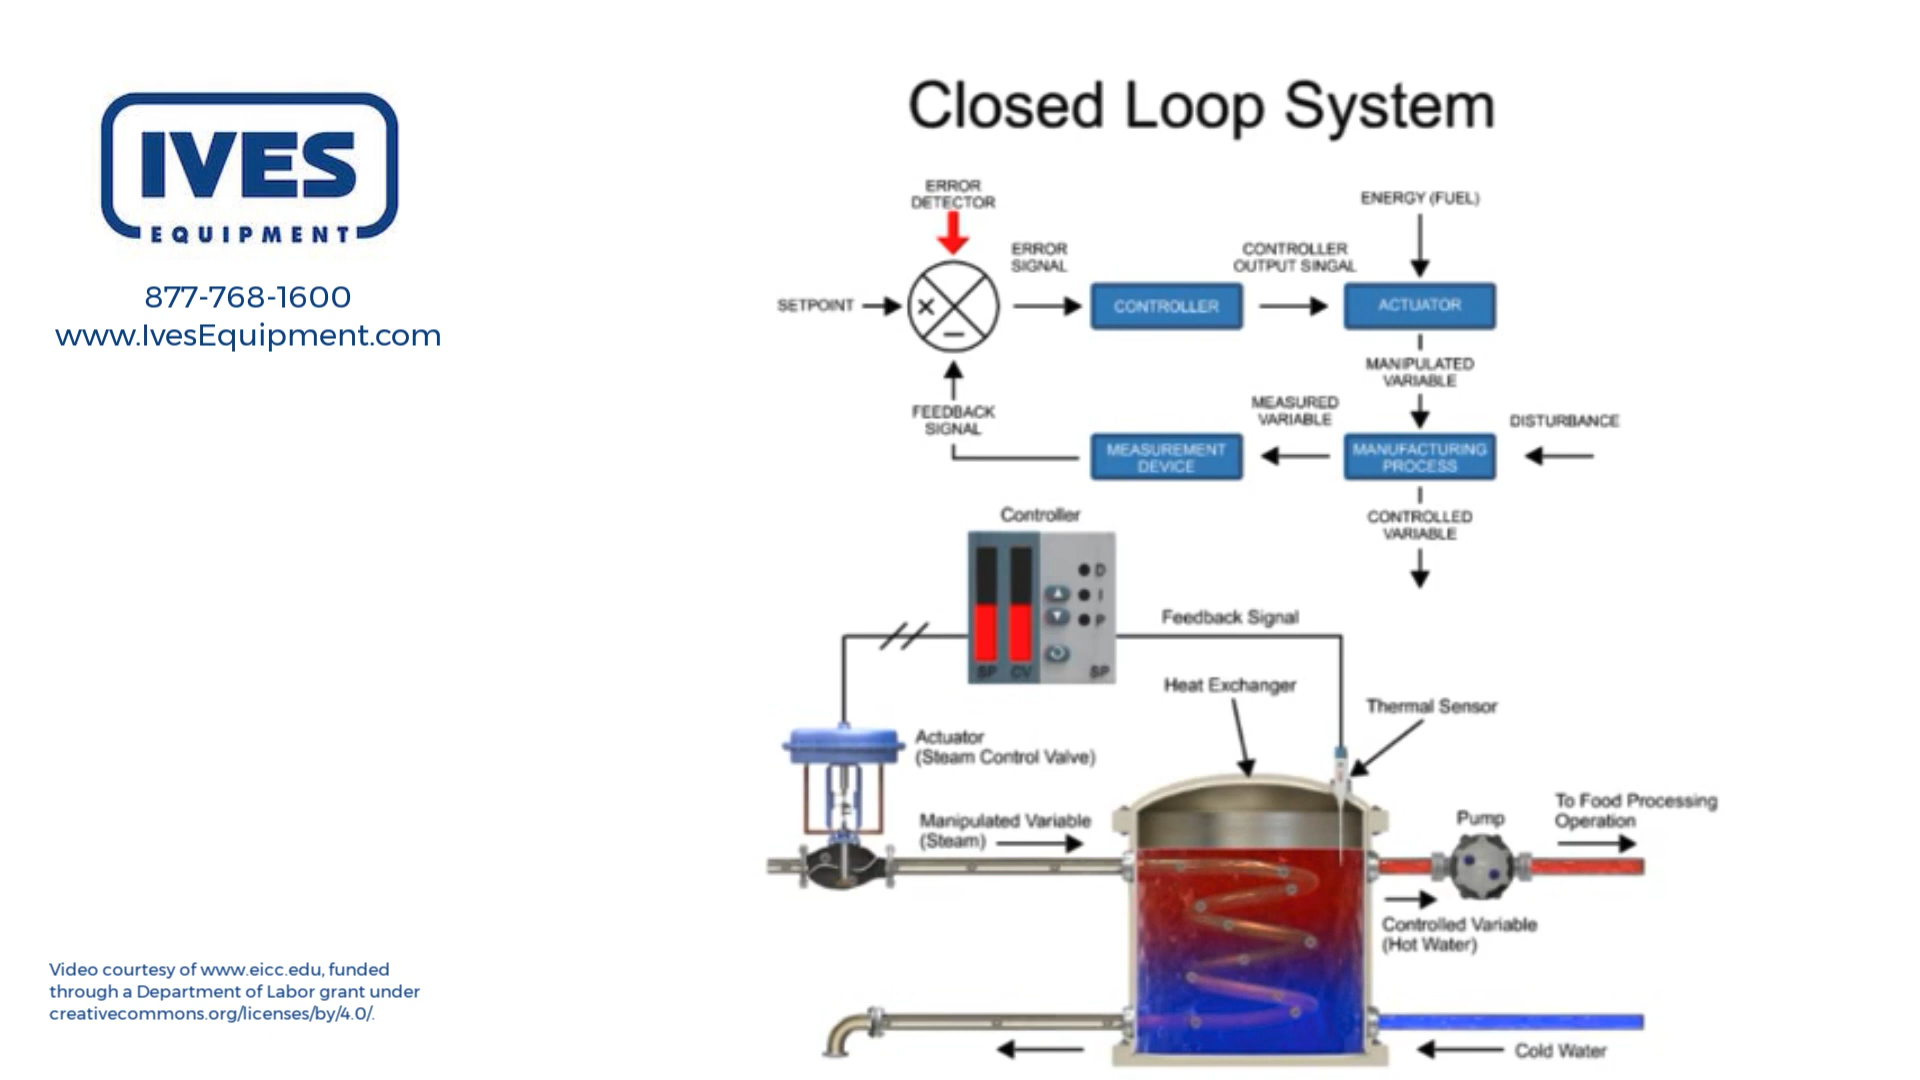 IVES
EQUIPMENT
877-768-1600
www.IvesEquipment.com
Closed Loop System
ERROR
DETECTOR
ENERGY (FUEL)
ERROR
SIGNAL
CONTROLLER
OUTPUT SINGAL
SETPOINT
×
CONTROLLER
ACTUATOR
−
MANIPULATED
VARIABLE
FEEDBACK
SIGNAL
MEASURED
VARIABLE
DISTURBANCE
MEASUREMENT
DEVICE
MANUFACTURING
PROCESS
CONTROLLED
VARIABLE
Controller
D
I
P
SP CV SP
Feedback Signal
Heat Exchanger
Thermal Sensor
Actuator
(Steam Control Valve)
Manipulated Variable
(Steam)
Pump
To Food Processing
Operation
Controlled Variable
(Hot Water)
Cold Water
Video courtesy of www.eicc.edu, funded
through a Department of Labor grant under
creativecommons.org/licenses/by/4.0/.